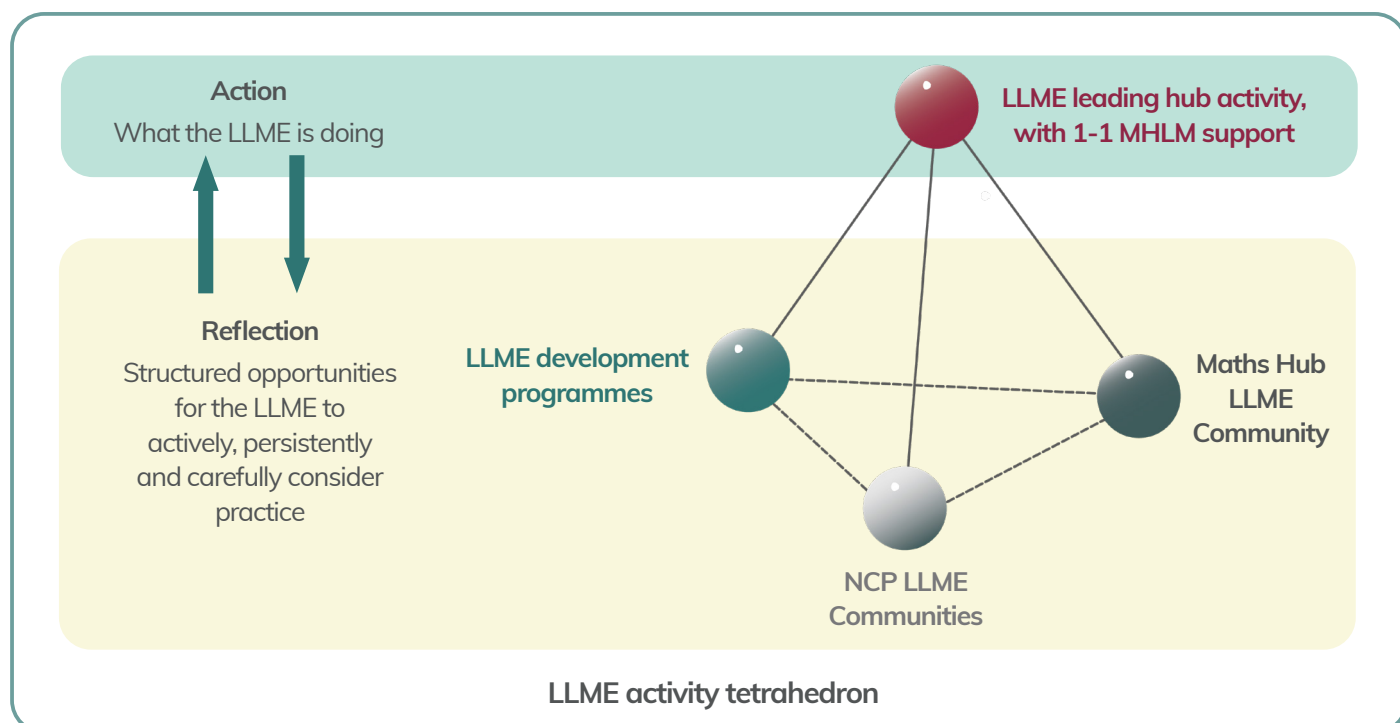 Action
What the LLME is doing
LLME leading hub activity,
with 1-1 MHLM support
Reflection
Structured opportunities
for the LLME to
actively, persistently
and carefully consider
practice
LLME development
programmes
Maths Hub
LLME
Community
NCP LLME
Communities
LLME activity tetrahedron